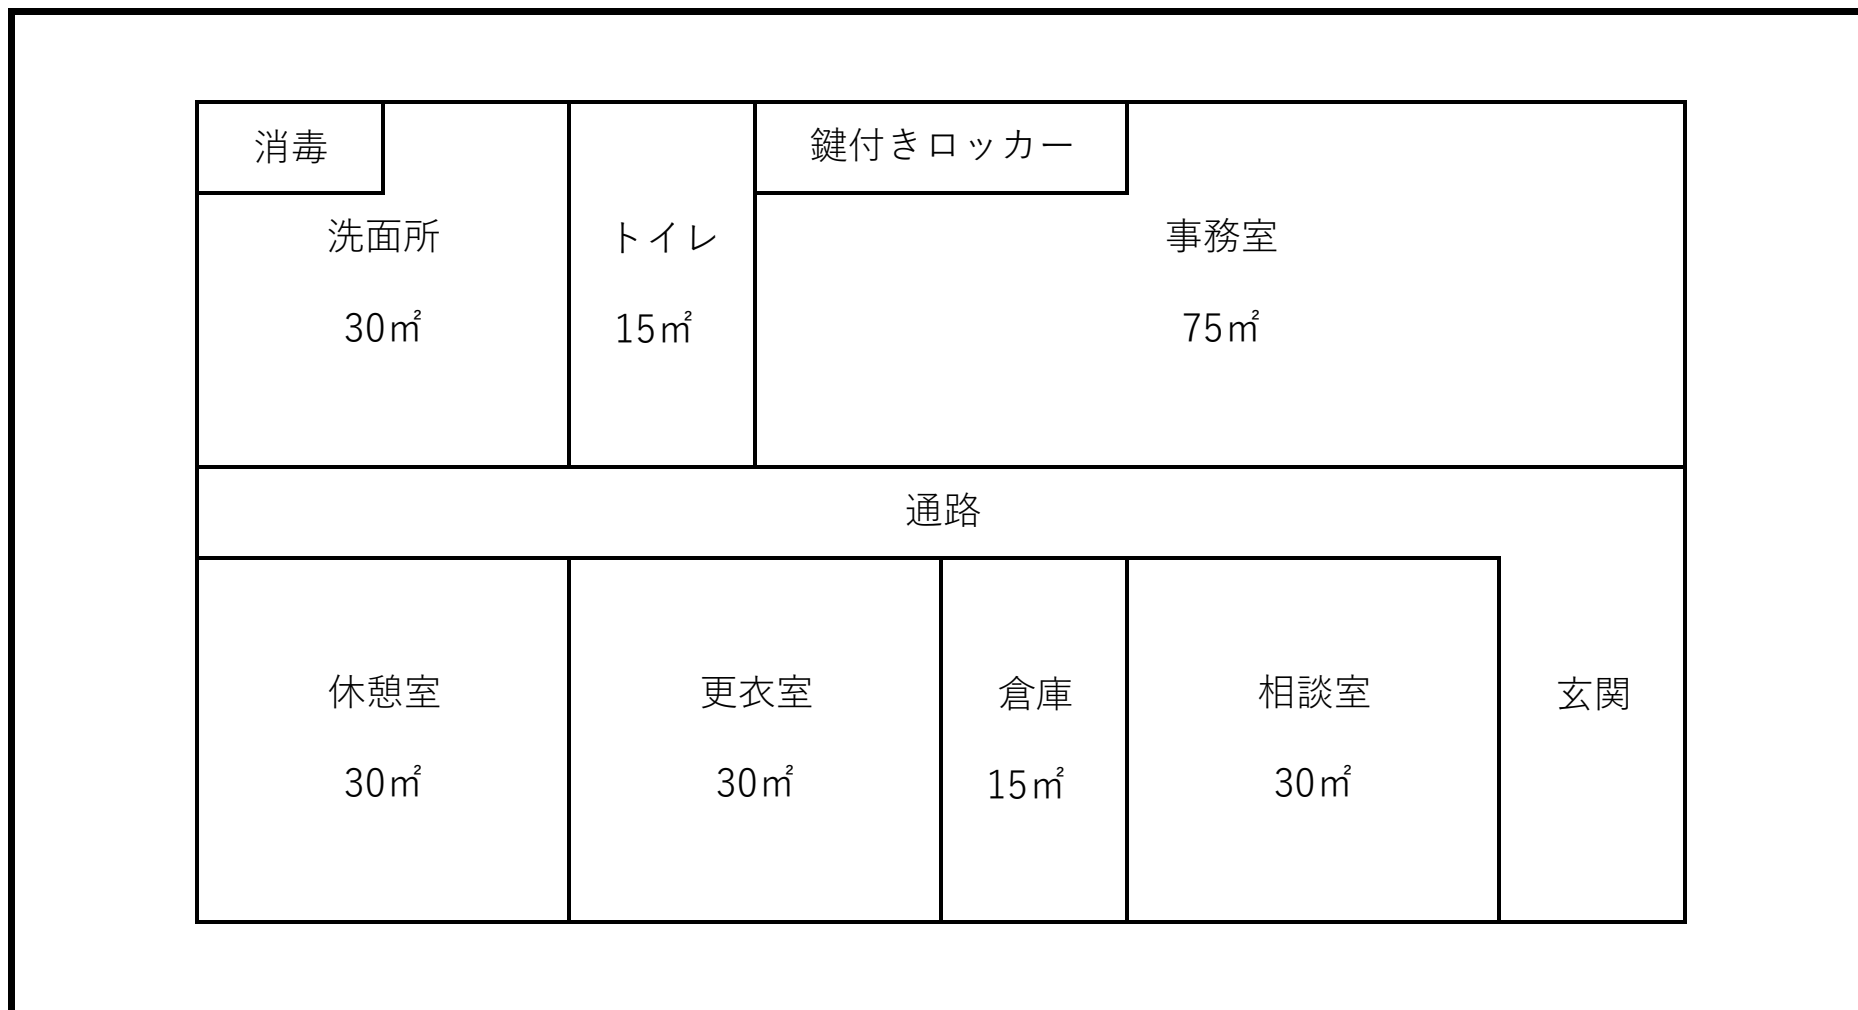 消毒
鍵付きロッカー
洗面所
トイレ
事務室
30㎡
15㎡
75㎡
通路
休憩室
更衣室
倉庫
相談室
玄関
30㎡
30㎡
15㎡
30㎡